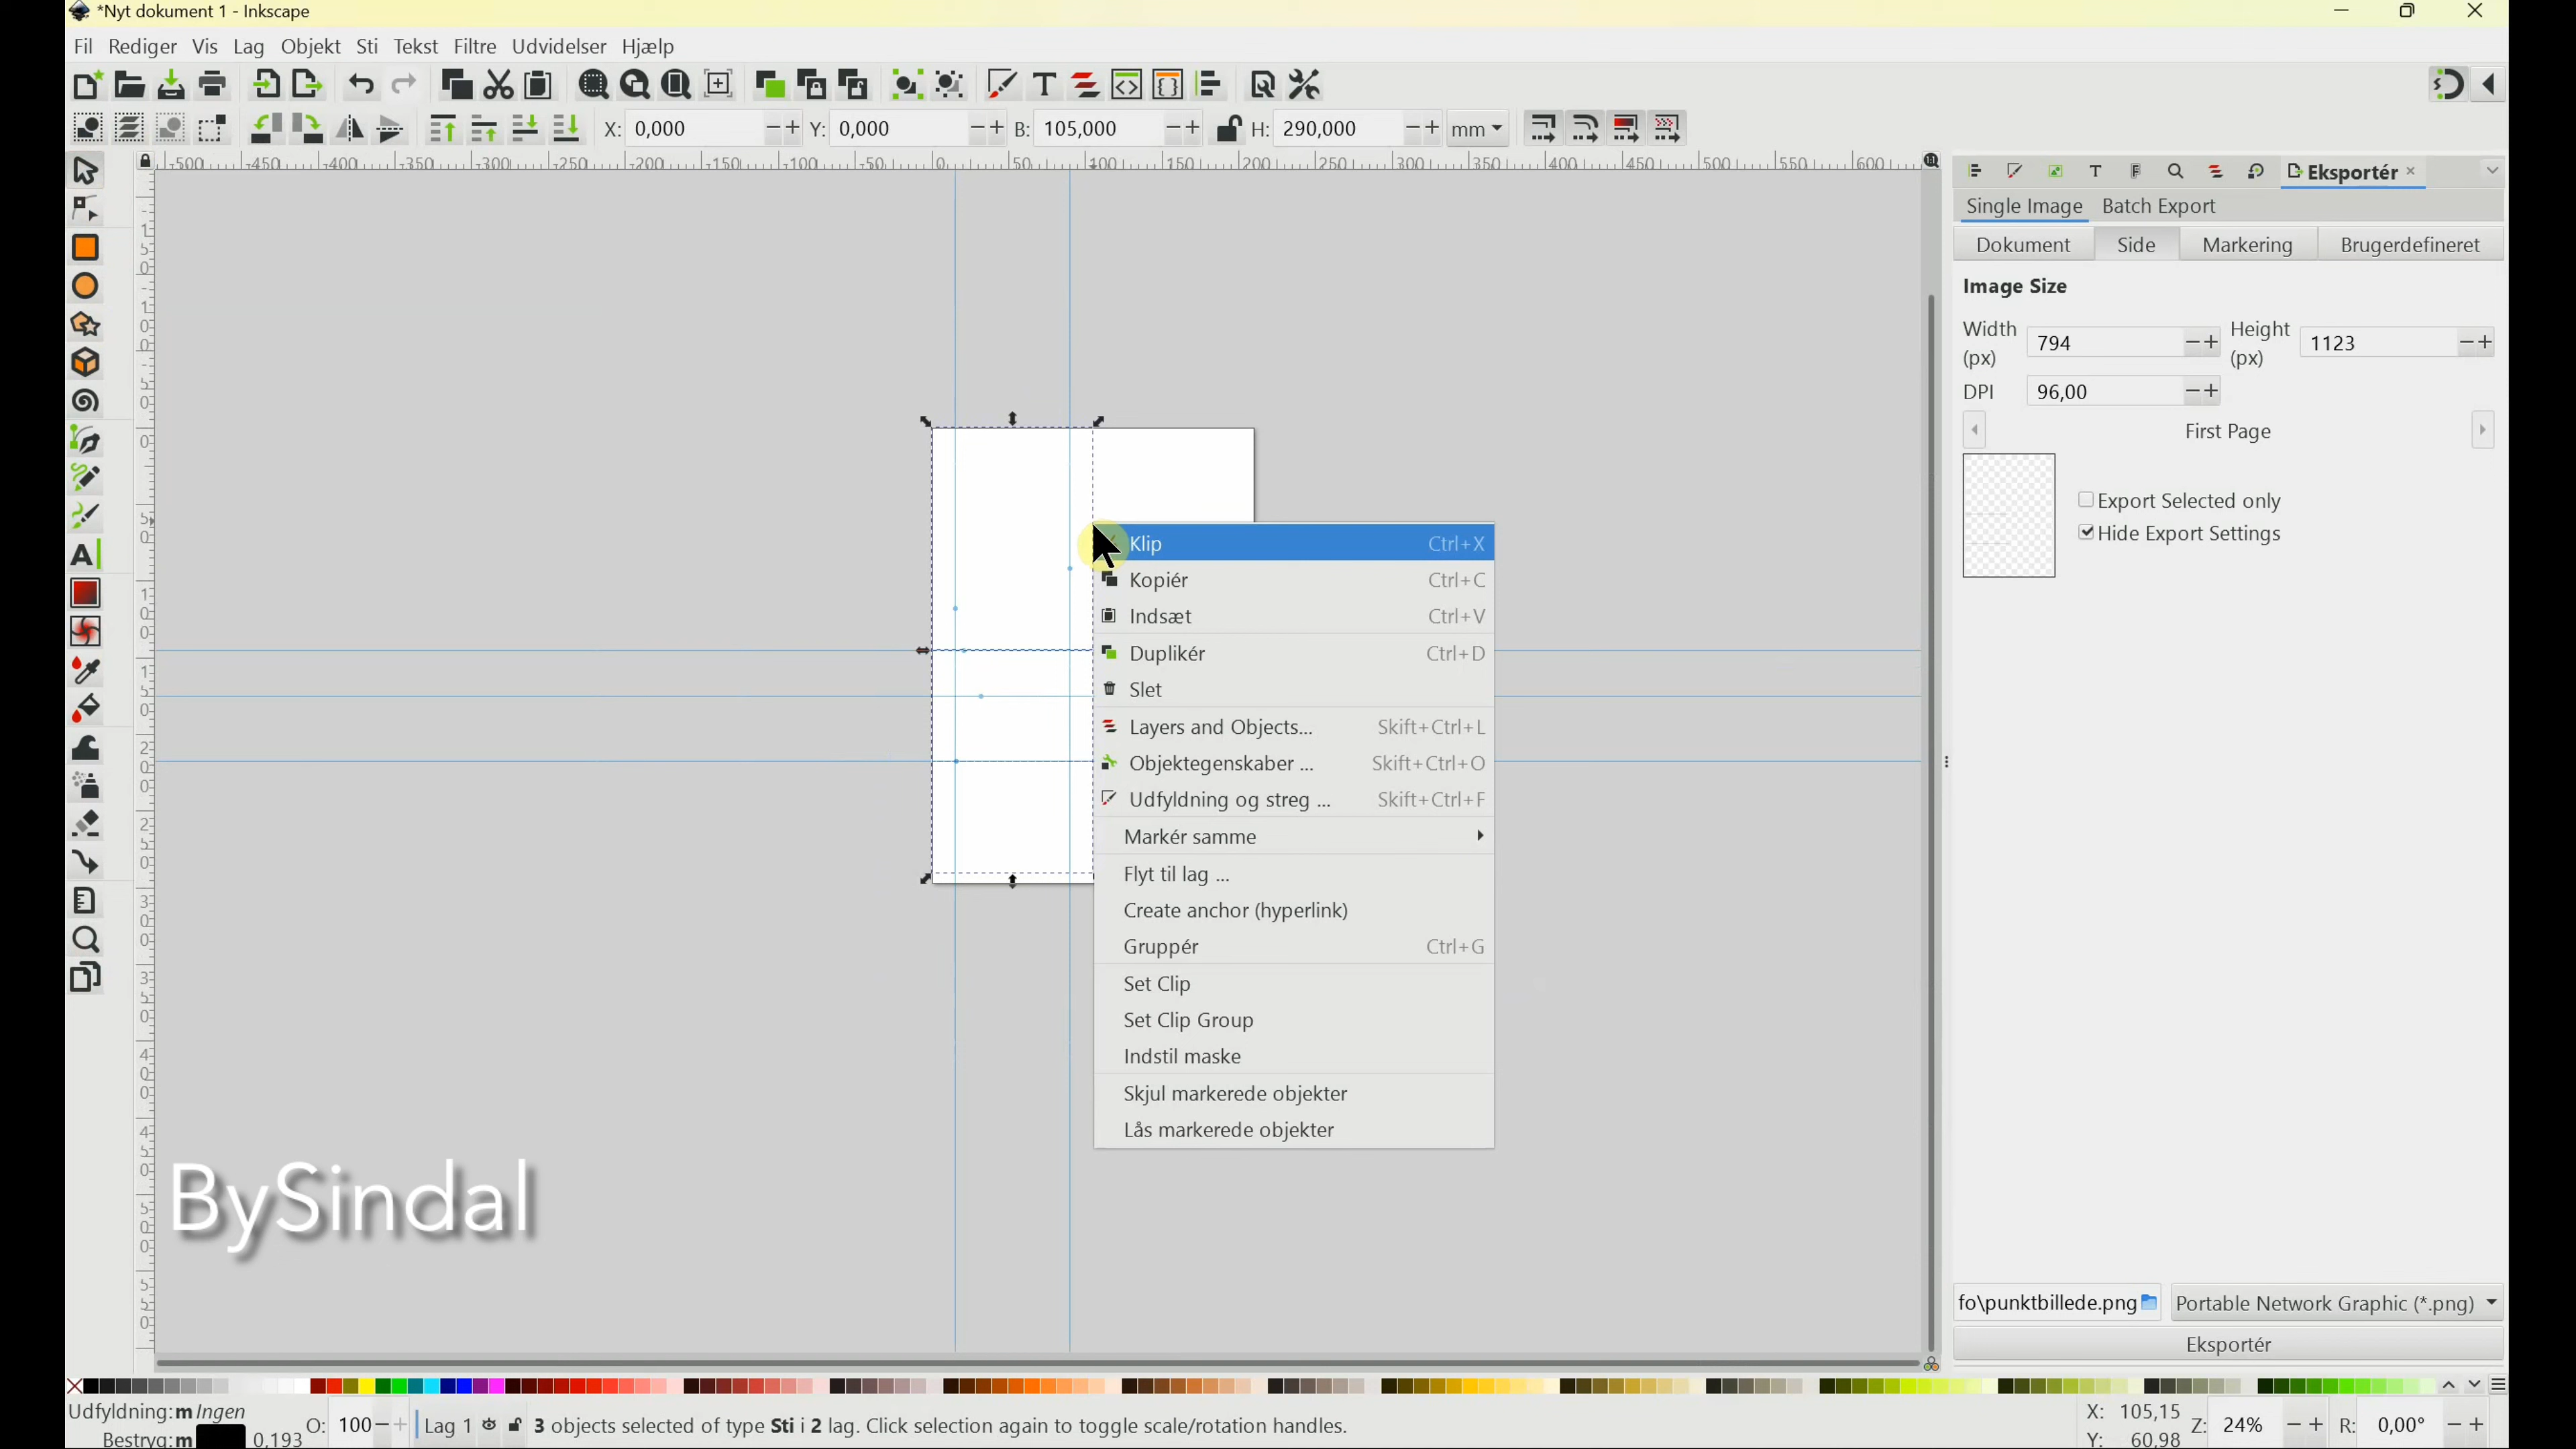 *Nyt dokument 1 - Inkscape
Fil Rediger Vis Lag Objekt Sti Tekst Filtre Udvidelser Hjælp
X: 0,000 Y: 0,000 B: 105,000 H: 290,000 mm
Eksportér
Single Image Batch Export
Dokument Side Markering Brugerdefineret
Image Size
Width (px) 794 Height (px) 1123
DPI 96,00
First Page
Export Selected only
Hide Export Settings
Klip Ctrl+X
Kopiér Ctrl+C
Indsæt Ctrl+V
Duplikér Ctrl+D
Slet
Layers and Objects... Skift+Ctrl+L
Objektegenskaber ... Skift+Ctrl+O
Udfyldning og streg ... Skift+Ctrl+F
Markér samme
Flyt til lag ...
Create anchor (hyperlink)
Gruppér Ctrl+G
Set Clip
Set Clip Group
Indstil maske
Skjul markerede objekter
Lås markerede objekter
BySindal
fo\punktbillede.png Portable Network Graphic (*.png)
Eksportér
Udfyldning: m Ingen
Bestryg: m 0,193
O: 100 Lag 1 3 objects selected of type Sti i 2 lag. Click selection again to toggle scale/rotation handles.
X: 105,15
Y: 60,98
Z: 24% R: 0,00°